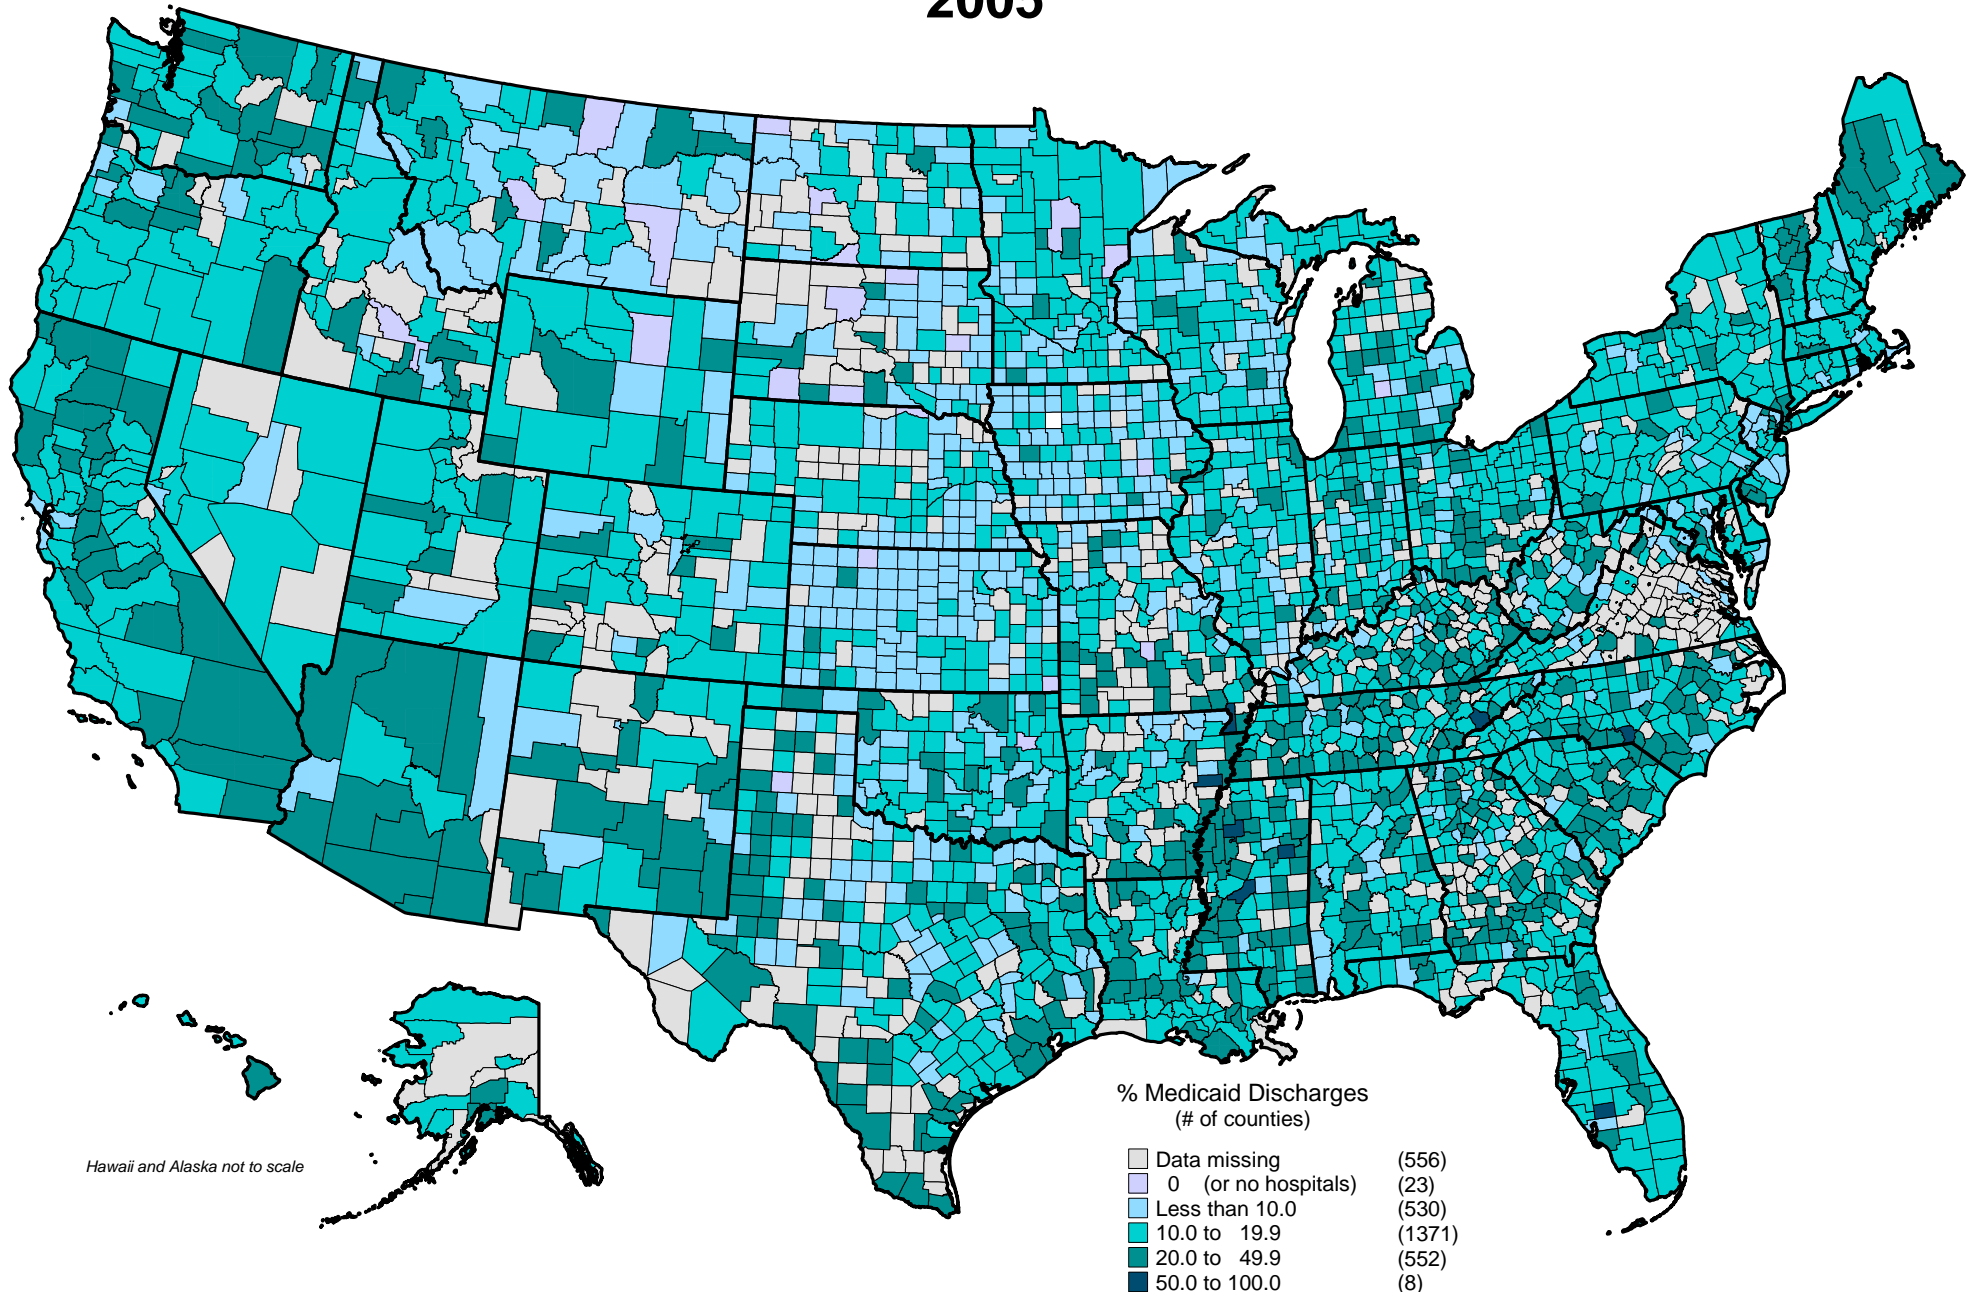 2005
% Medicaid Discharges
(# of counties)
Data missing (556)
0 (or no hospitals) (23)
Less than 10.0 (530)
10.0 to 19.9 (1371)
20.0 to 49.9 (552)
50.0 to 100.0 (8)
Hawaii and Alaska not to scale